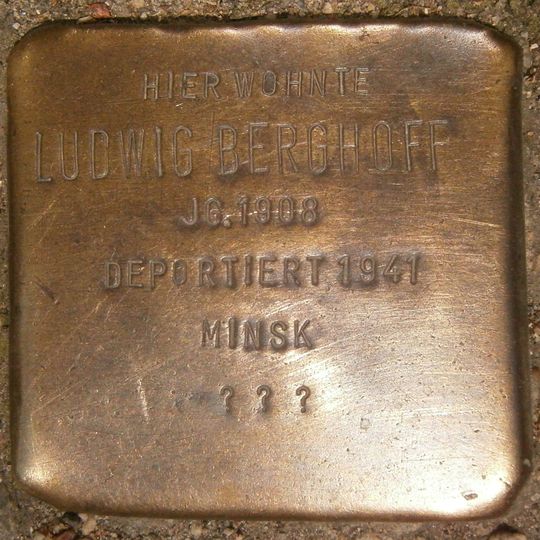 HIER WOHNTE
LUDWIG BERGHOFF
JG. 1908
DEPORTIERT 1941
MINSK
? ? ?